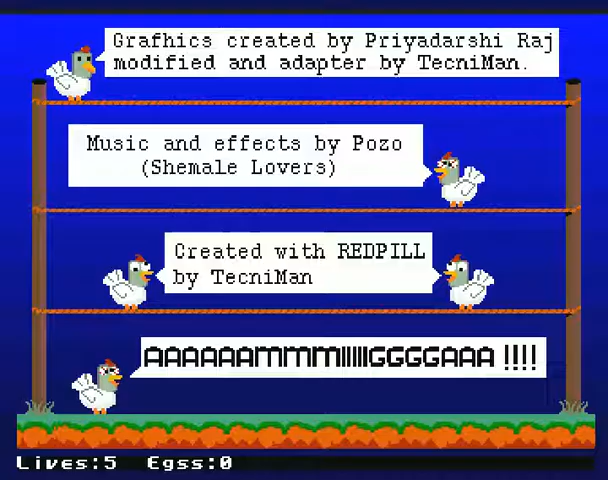 Grafhics created by Priyadarshi Raj
modified and adapter by TecniMan.
Music and effects by Pozo
(Shemale Lovers)
Created with REDPILL
by TecniMan
AAAAAAMMMIIIIIGGGGAAA !!!!
Lives:5 Egss:0